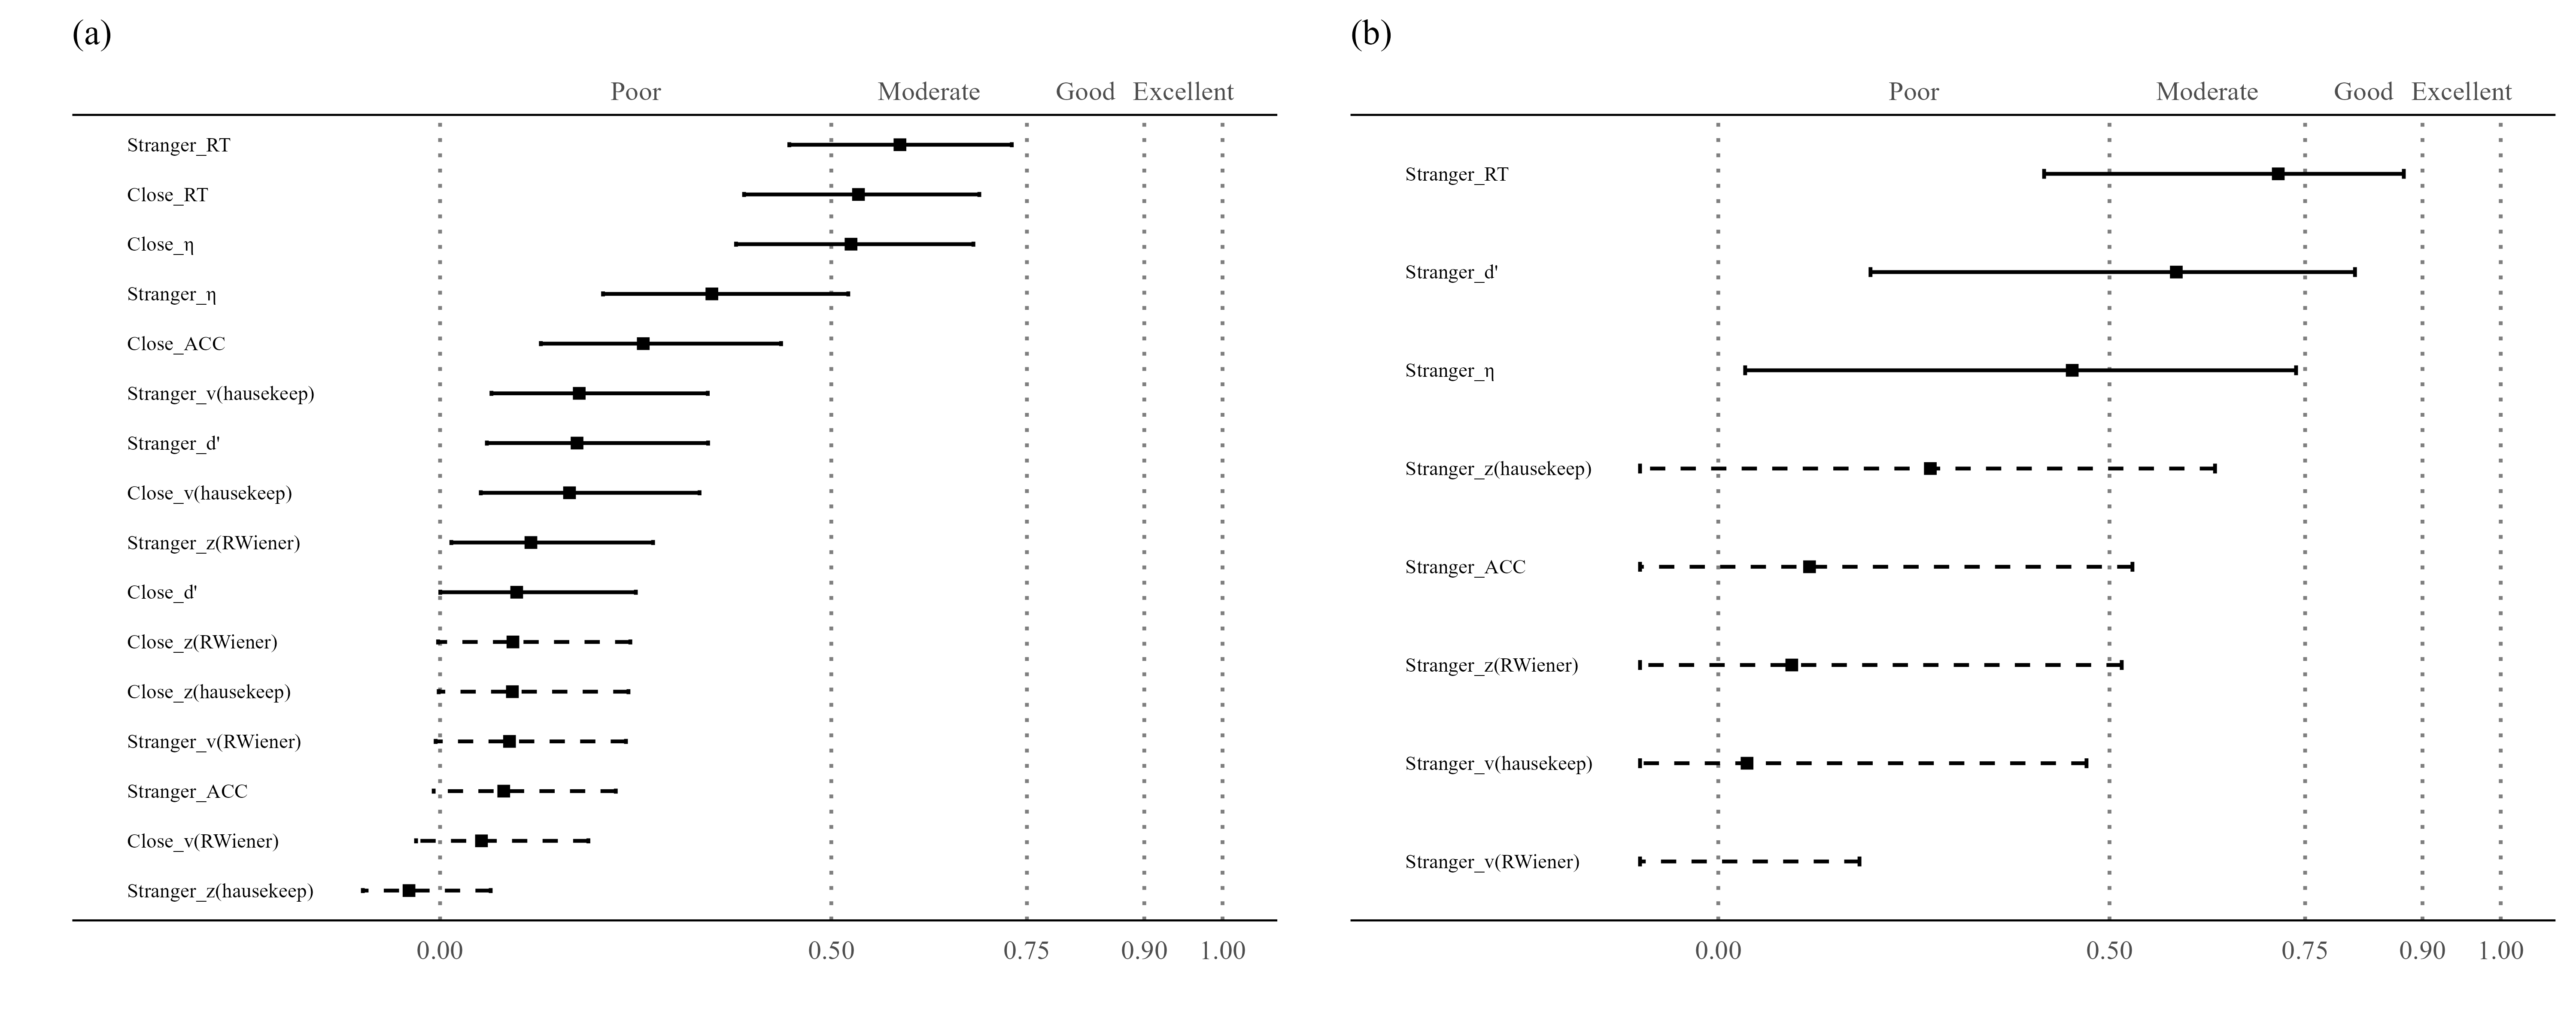 (a)
Poor Moderate Good Excellent
Stranger_RT
Close_RT
Close_η
Stranger_η
Close_ACC
Stranger_v(hausekeep)
Stranger_d'
Close_v(hausekeep)
Stranger_z(RWiener)
Close_d'
Close_z(RWiener)
Close_z(hausekeep)
Stranger_v(RWiener)
Stranger_ACC
Close_v(RWiener)
Stranger_z(hausekeep)
0.00 0.50 0.75 0.90 1.00
(b)
Poor Moderate Good Excellent
Stranger_RT
Stranger_d'
Stranger_η
Stranger_z(hausekeep)
Stranger_ACC
Stranger_z(RWiener)
Stranger_v(hausekeep)
Stranger_v(RWiener)
0.00 0.50 0.75 0.90 1.00